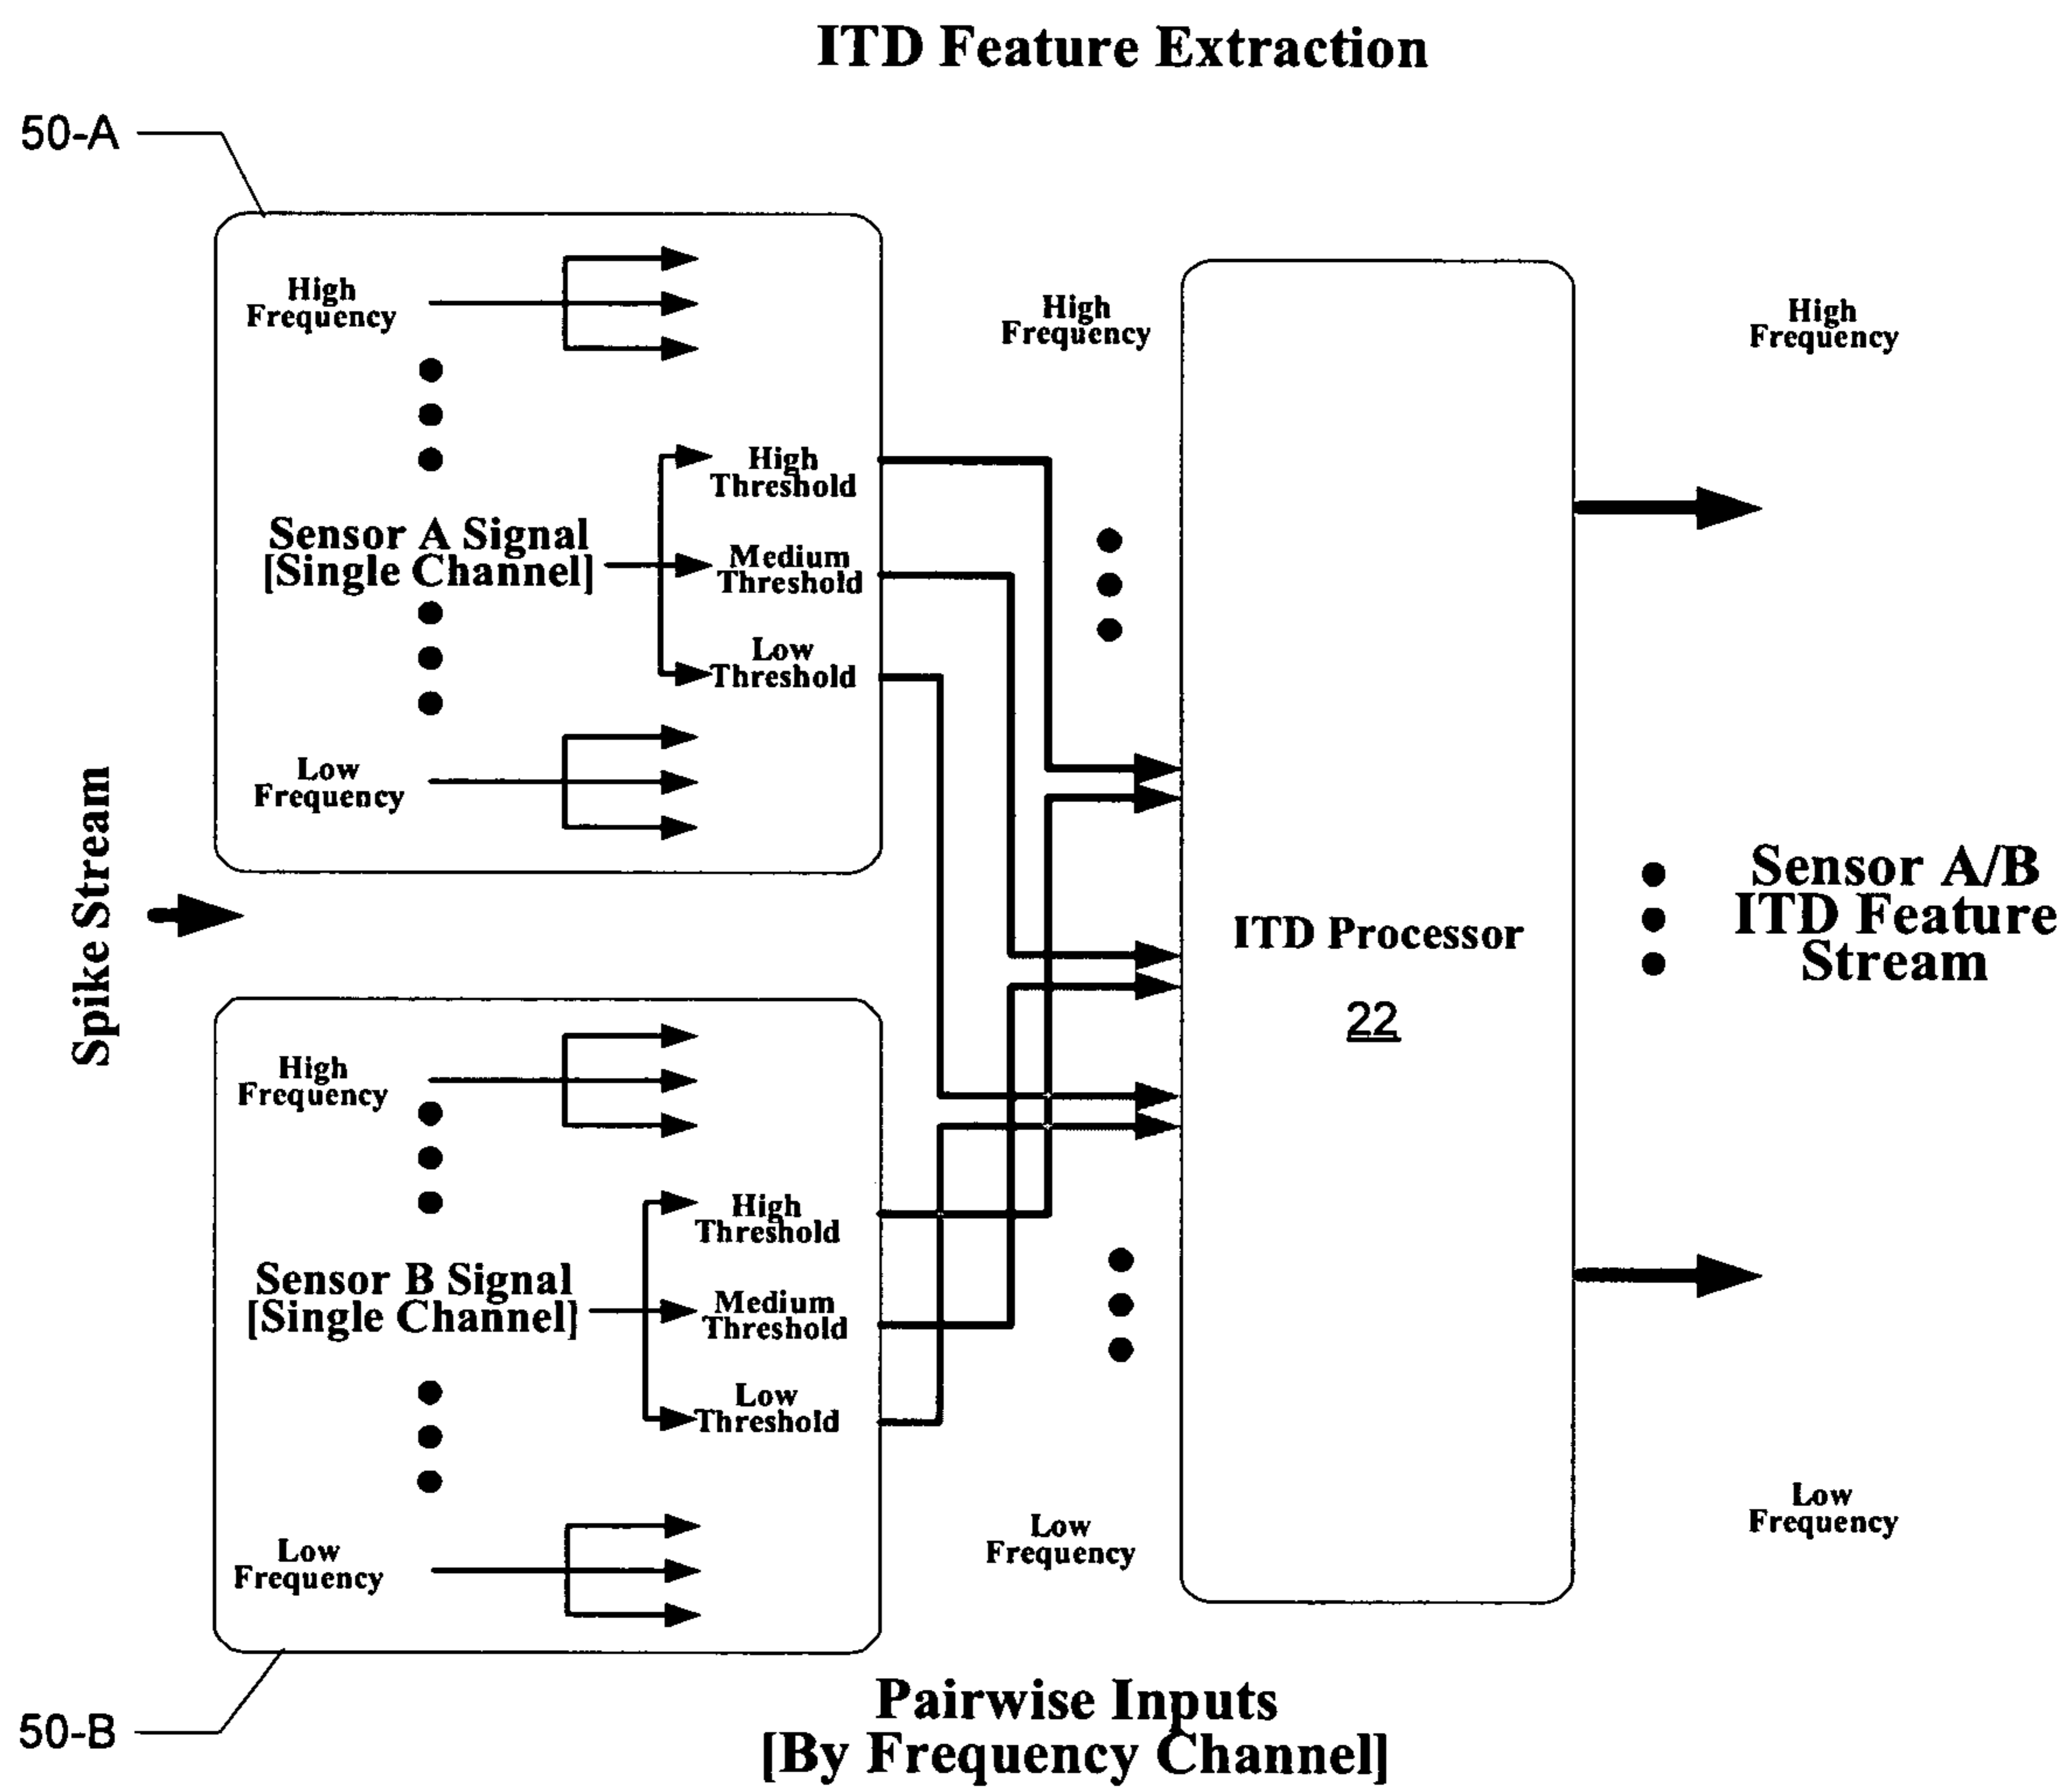 ITD Feature Extraction
50-A
High
Frequency
Sensor A Signal
[Single Channel]
High
Threshold
Medium
Threshold
Low
Threshold
Low
Frequency
Spike Stream
High
Frequency
Sensor B Signal
[Single Channel]
High
Threshold
Medium
Threshold
Low
Threshold
Low
Frequency
50-B
High
Frequency
Low
Frequency
Pairwise Inputs
[By Frequency Channel]
ITD Processor
22
High
Frequency
Sensor A/B
ITD Feature
Stream
Low
Frequency